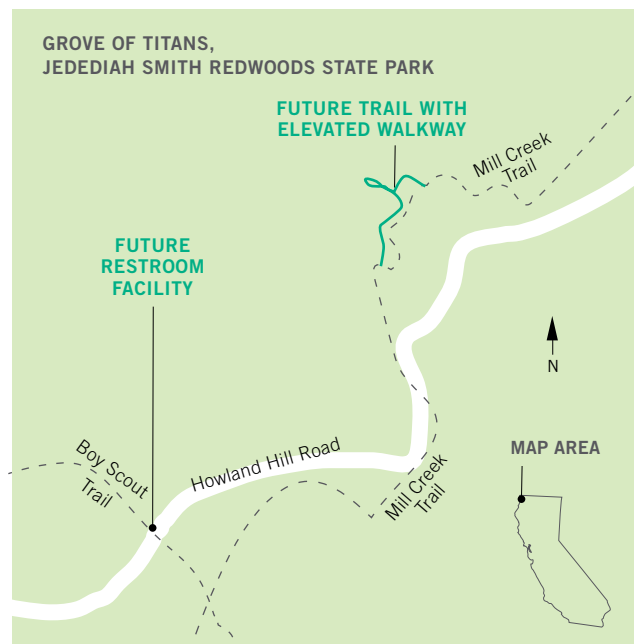 GROVE OF TITANS,
JEDEDIAH SMITH REDWOODS STATE PARK
FUTURE TRAIL WITH
ELEVATED WALKWAY
Mill Creek
Trail
FUTURE
RESTROOM
FACILITY
N
Boy Scout
Trail
Howland Hill Road
Mill Creek
Trail
MAP AREA